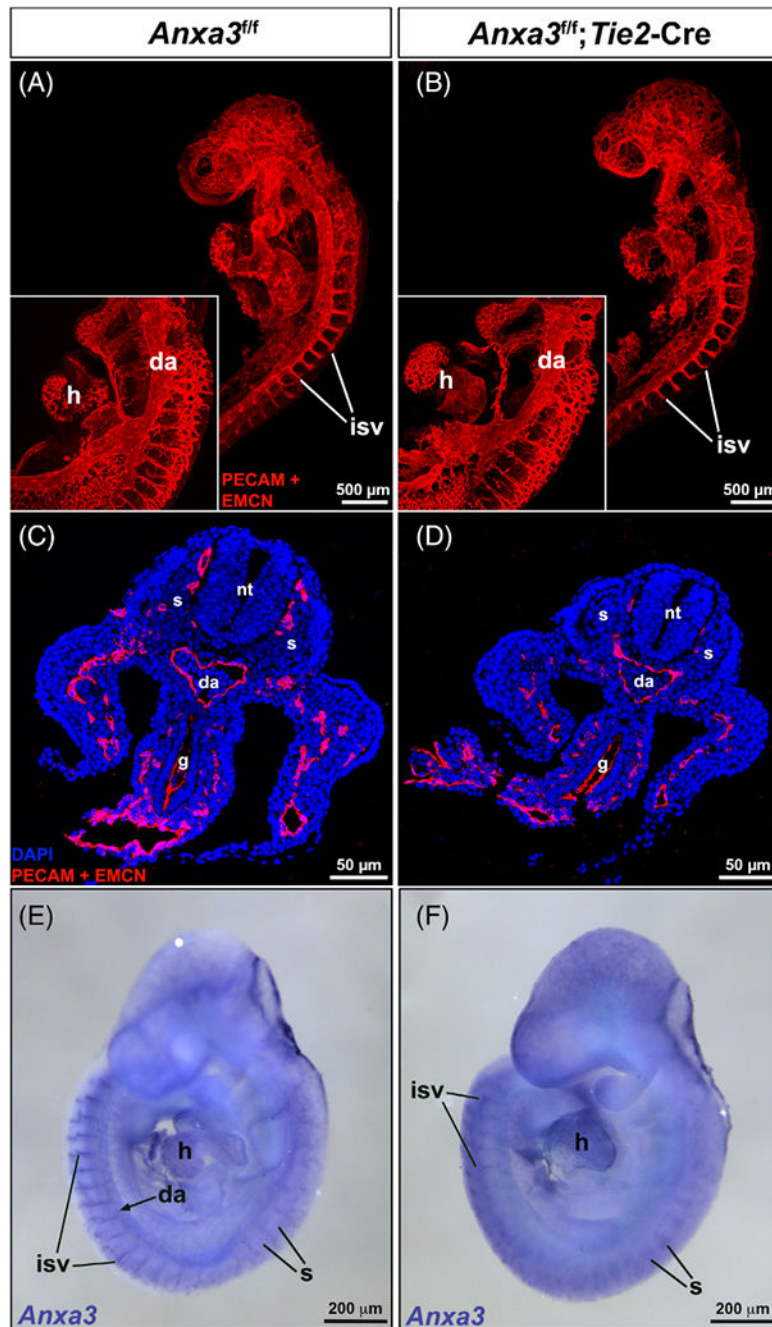 Anxa3f/f
Anxa3f/f;Tie2-Cre
(A)
h
da
isv
PECAM +
EMCN
500 µm
(B)
h
da
isv
500 µm
(C)
s
nt
s
da
g
DAPI
PECAM + EMCN
50 µm
(D)
s
nt
s
da
g
50 µm
(E)
h
da
isv
s
Anxa3
200 µm
(F)
isv
h
s
Anxa3
200 µm